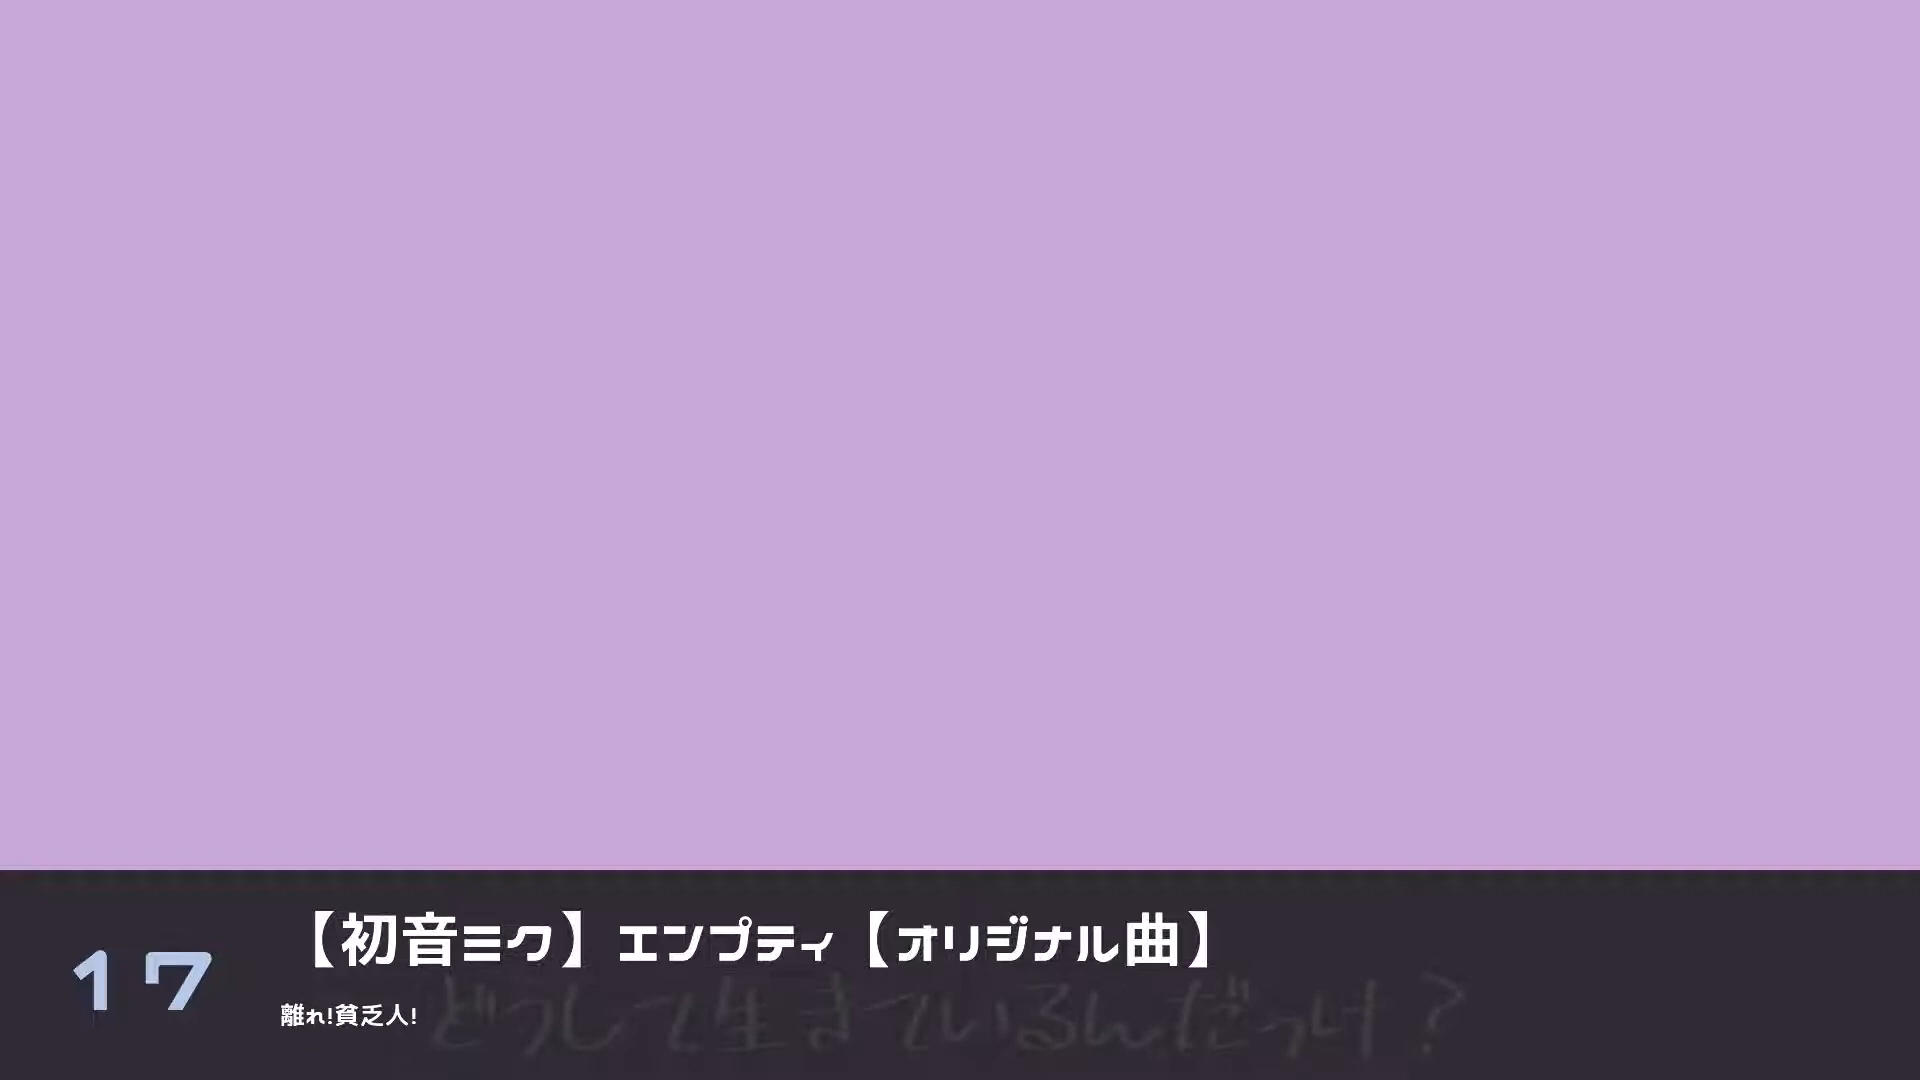 【初音ミク】エンプティ【オリジナル曲】
17
離れ!貧乏人!
どうして生きているんだっけ？